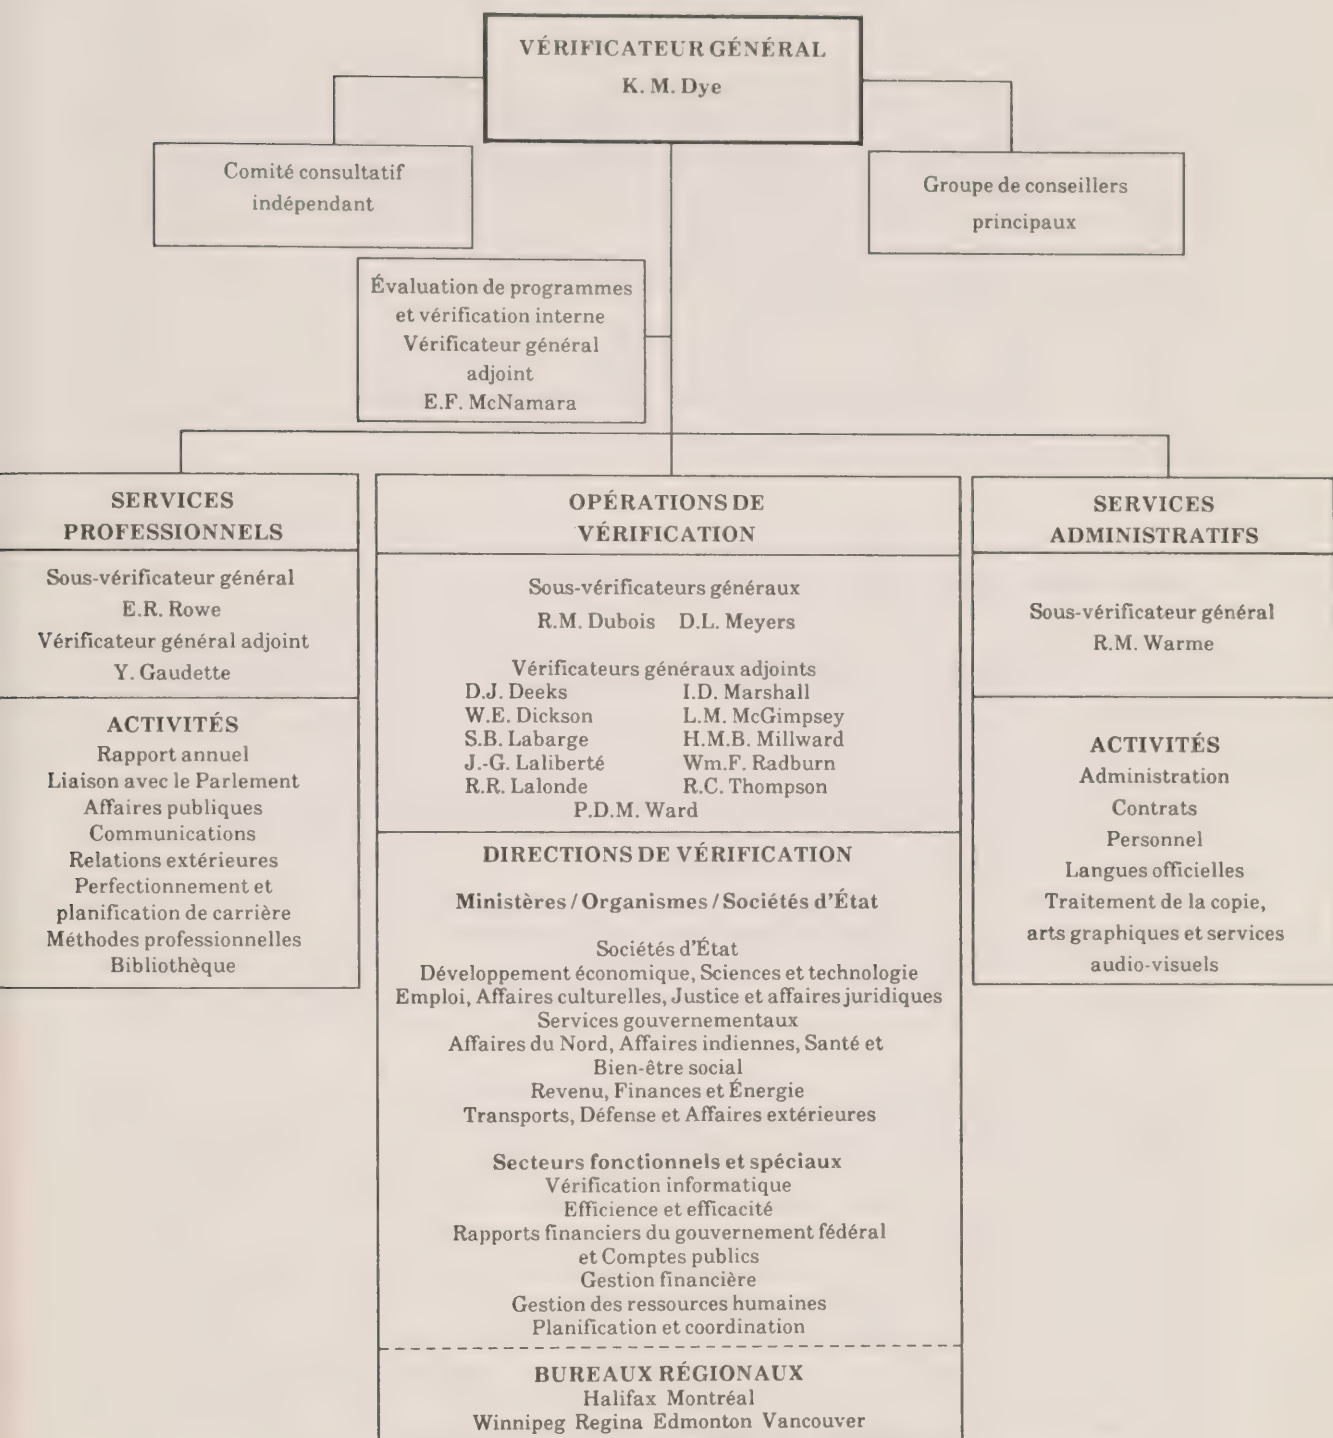 VÉRIFICATEUR GÉNÉRAL
K. M. Dye
Comité consultatif
indépendant
Groupe de conseillers
principaux
Évaluation de programmes
et vérification interne
Vérificateur général
adjoint
E.F. McNamara
SERVICES
PROFESSIONNELS
Sous-vérificateur général
E.R. Rowe
Vérificateur général adjoint
Y. Gaudette
ACTIVITÉS
Rapport annuel
Liaison avec le Parlement
Affaires publiques
Communications
Relations extérieures
Perfectionnement et
planification de carrière
Méthodes professionnelles
Bibliothèque
OPÉRATIONS DE
VÉRIFICATION
Sous-vérificateurs généraux
R.M. Dubois D.L. Meyers
Vérificateurs généraux adjoints
D.J. Deeks I.D. Marshall
W.E. Dickson L.M. McGimpsey
S.B. Labarge H.M.B. Millward
J.-G. Laliberté Wm.F. Radburn
R.R. Lalonde R.C. Thompson
P.D.M. Ward
DIRECTIONS DE VÉRIFICATION
Ministères / Organismes / Sociétés d'État
Sociétés d'État
Développement économique, Sciences et technologie
Emploi, Affaires culturelles, Justice et affaires juridiques
Services gouvernementaux
Affaires du Nord, Affaires indiennes, Santé et
Bien-être social
Revenu, Finances et Énergie
Transports, Défense et Affaires extérieures
Secteurs fonctionnels et spéciaux
Vérification informatique
Efficience et efficacité
Rapports financiers du gouvernement fédéral
et Comptes publics
Gestion financière
Gestion des ressources humaines
Planification et coordination
BUREAUX RÉGIONAUX
Halifax Montréal
Winnipeg Regina Edmonton Vancouver
SERVICES
ADMINISTRATIFS
Sous-vérificateur général
R.M. Warme
ACTIVITÉS
Administration
Contrats
Personnel
Langues officielles
Traitement de la copie,
arts graphiques et services
audio-visuels